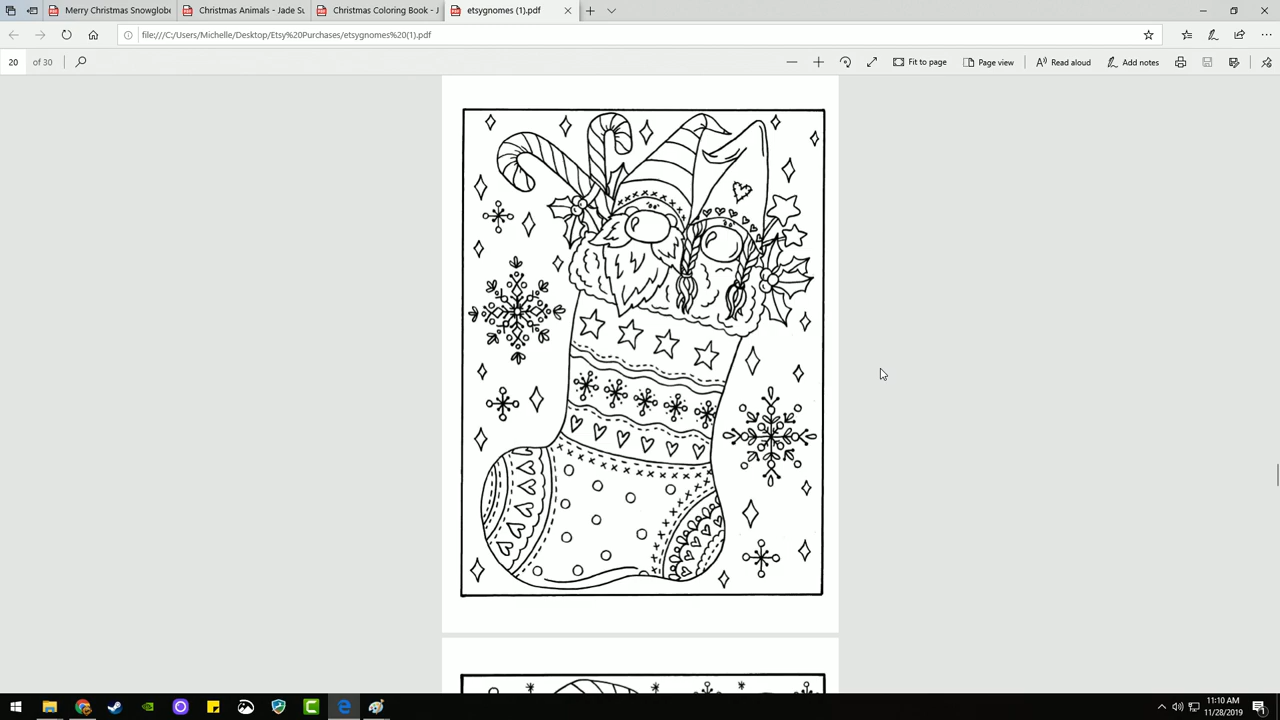 Merry Christmas Snowglobe
Christmas Animals - Jade Su
Christmas Coloring Book - J
etsygnomes (1).pdf
file:///C:/Users/Michelle/Desktop/Etsy%20Purchases/etsygnomes%20(1).pdf
20 of 30
Fit to page
Page view
Read aloud
Add notes
11:10 AM
11/28/2019